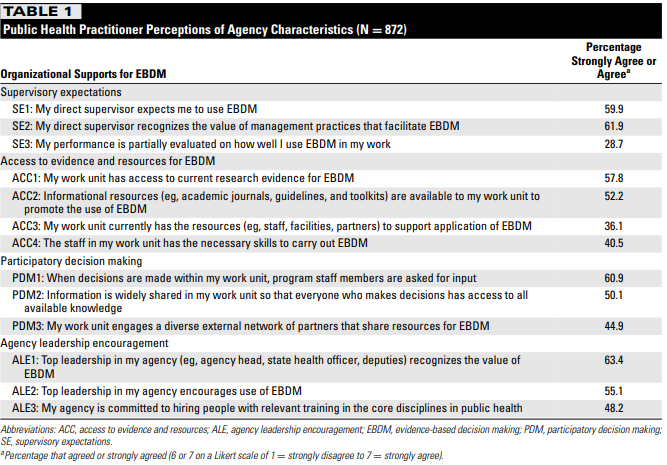 TABLE 1
Public Health Practitioner Perceptions of Agency Characteristics (N = 872)
Percentage
Strongly Agree or
Organizational Supports for EBDM Agreeᵃ
Supervisory expectations
SE1: My direct supervisor expects me to use EBDM 59.9
SE2: My direct supervisor recognizes the value of management practices that facilitate EBDM 61.9
SE3: My performance is partially evaluated on how well I use EBDM in my work 28.7
Access to evidence and resources for EBDM
ACC1: My work unit has access to current research evidence for EBDM 57.8
ACC2: Informational resources (eg, academic journals, guidelines, and toolkits) are available to my work unit to 52.2
promote the use of EBDM
ACC3: My work unit currently has the resources (eg, staff, facilities, partners) to support application of EBDM 36.1
ACC4: The staff in my work unit has the necessary skills to carry out EBDM 40.5
Participatory decision making
PDM1: When decisions are made within my work unit, program staff members are asked for input 60.9
PDM2: Information is widely shared in my work unit so that everyone who makes decisions has access to all 50.1
available knowledge
PDM3: My work unit engages a diverse external network of partners that share resources for EBDM 44.9
Agency leadership encouragement
ALE1: Top leadership in my agency (eg, agency head, state health officer, deputies) recognizes the value of 63.4
EBDM
ALE2: Top leadership in my agency encourages use of EBDM 55.1
ALE3: My agency is committed to hiring people with relevant training in the core disciplines in public health 48.2
Abbreviations: ACC, access to evidence and resources; ALE, agency leadership encouragement; EBDM, evidence-based decision making; PDM, participatory decision making;
SE, supervisory expectations.
ᵃPercentage that agreed or strongly agreed (6 or 7 on a Likert scale of 1 = strongly disagree to 7 = strongly agree).